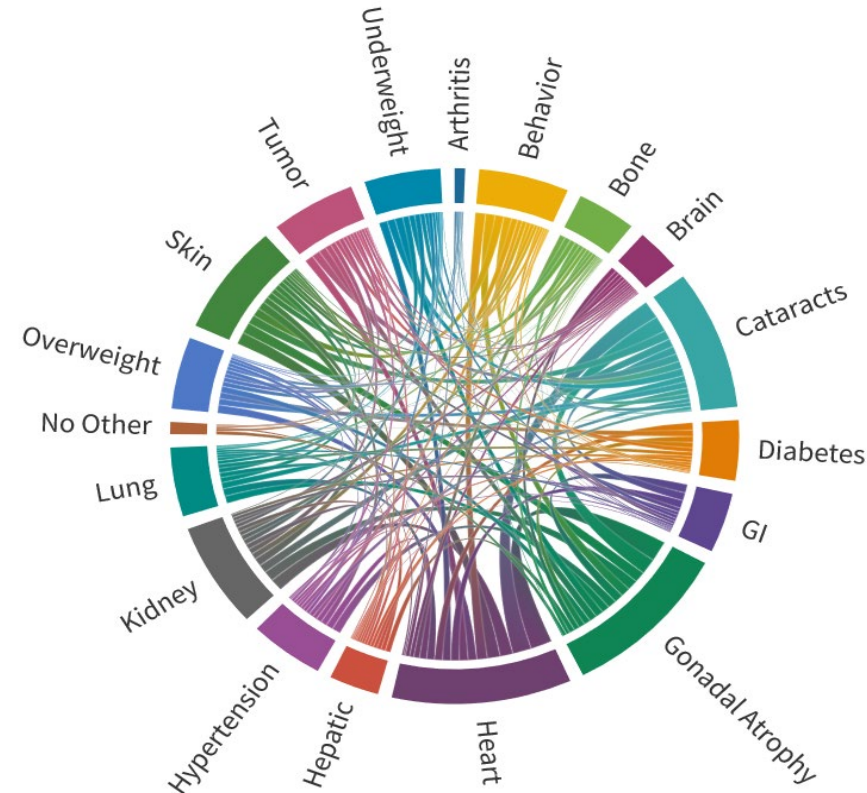 Arthritis
Behavior
Bone
Brain
Cataracts
Diabetes
GI
Gonadal Atrophy
Heart
Hepatic
Hypertension
Kidney
Lung
No Other
Overweight
Skin
Tumor
Underweight